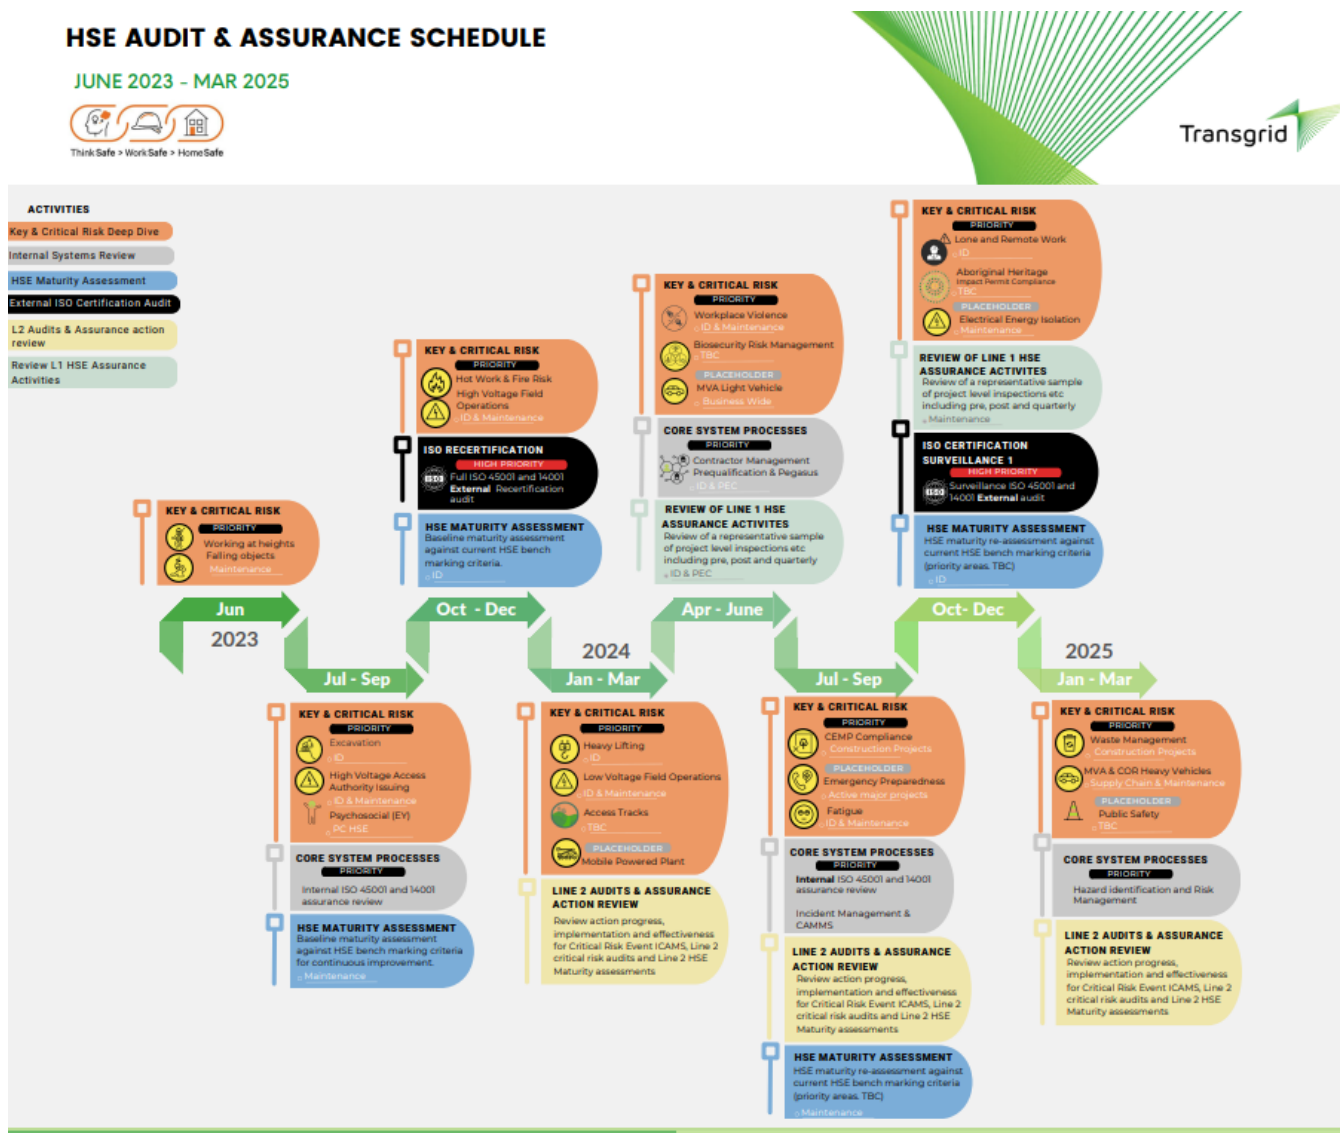 HSE AUDIT & ASSURANCE SCHEDULE
JUNE 2023 - MAR 2025
ThinkSafe > WorkSafe > HomeSafe
Transgrid
ACTIVITIES
Key & Critical Risk Deep Dive
Internal Systems Review
HSE Maturity Assessment
External ISO Certification Audit
L2 Audits & Assurance action
review
Review L1 HSE Assurance
Activities
KEY & CRITICAL RISK
PRIORITY
Working at heights
Falling objects
Maintenance
KEY & CRITICAL RISK
PRIORITY
Hot Work & Fire Risk
High Voltage Field
Operations
ID & Maintenance
ISO RECERTIFICATION
HIGH PRIORITY
ISO
Full ISO 45001 and 14001
External Recertification
audit
HSE MATURITY ASSESSMENT
Baseline maturity assessment
against current HSE bench
marking criteria.
ID
KEY & CRITICAL RISK
PRIORITY
Workplace Violence
ID & Maintenance
Biosecurity Risk Management
TBC
PLACEHOLDER
MVA Light Vehicle
Business Wide
CORE SYSTEM PROCESSES
PRIORITY
Contractor Management
Prequalification & Pegasus
ID & PEC
REVIEW OF LINE 1 HSE
ASSURANCE ACTIVITES
Review of a representative sample
of project level inspections etc
including pre, post and quarterly
ID & PEC
KEY & CRITICAL RISK
PRIORITY
Lone and Remote Work
ID
Aboriginal Heritage
Impact Permit Compliance
TBC
PLACEHOLDER
Electrical Energy Isolation
Maintenance
REVIEW OF LINE 1 HSE
ASSURANCE ACTIVITES
Review of a representative sample
of project level inspections etc
including pre, post and quarterly
Maintenance
ISO CERTIFICATION
SURVEILLANCE 1
HIGH PRIORITY
ISO
Surveillance ISO 45001 and
14001 External audit
HSE MATURITY ASSESSMENT
HSE maturity re-assessment against
current HSE bench marking criteria
(priority areas. TBC)
ID
Jun
2023
Jul - Sep
Oct - Dec
2024
Jan - Mar
Apr - June
Jul - Sep
Oct- Dec
2025
Jan - Mar
KEY & CRITICAL RISK
PRIORITY
Excavation
ID
High Voltage Access
Authority Issuing
ID & Maintenance
Psychosocial (EY)
PC HSE
CORE SYSTEM PROCESSES
PRIORITY
Internal ISO 45001 and 14001
assurance review
HSE MATURITY ASSESSMENT
Baseline maturity assessment
against HSE bench marking criteria
for continuous improvement.
Maintenance
KEY & CRITICAL RISK
PRIORITY
Heavy Lifting
ID
Low Voltage Field Operations
ID & Maintenance
Access Tracks
TBC
PLACEHOLDER
Mobile Powered Plant
LINE 2 AUDITS & ASSURANCE
ACTION REVIEW
Review action progress,
implementation and effectiveness
for Critical Risk Event ICAMS, Line 2
critical risk audits and Line 2 HSE
Maturity assessments
KEY & CRITICAL RISK
PRIORITY
CEMP Compliance
Construction Projects
PLACEHOLDER
Emergency Preparedness
Active major projects
Fatigue
ID & Maintenance
CORE SYSTEM PROCESSES
PRIORITY
Internal ISO 45001 and 14001
assurance review
Incident Management &
CAMMS
LINE 2 AUDITS & ASSURANCE
ACTION REVIEW
Review action progress,
implementation and effectiveness
for Critical Risk Event ICAMS, Line 2
critical risk audits and Line 2 HSE
Maturity assessments
HSE MATURITY ASSESSMENT
HSE maturity re-assessment against
current HSE bench marking criteria
(priority areas. TBC)
Maintenance
KEY & CRITICAL RISK
PRIORITY
Waste Management
Construction Projects
MVA & COR Heavy Vehicles
Supply Chain & Maintenance
PLACEHOLDER
Public Safety
TBC
CORE SYSTEM PROCESSES
PRIORITY
Hazard identification and Risk
Management
LINE 2 AUDITS & ASSURANCE
ACTION REVIEW
Review action progress,
implementation and effectiveness
for Critical Risk Event ICAMS, Line 2
critical risk audits and Line 2 HSE
Maturity assessments